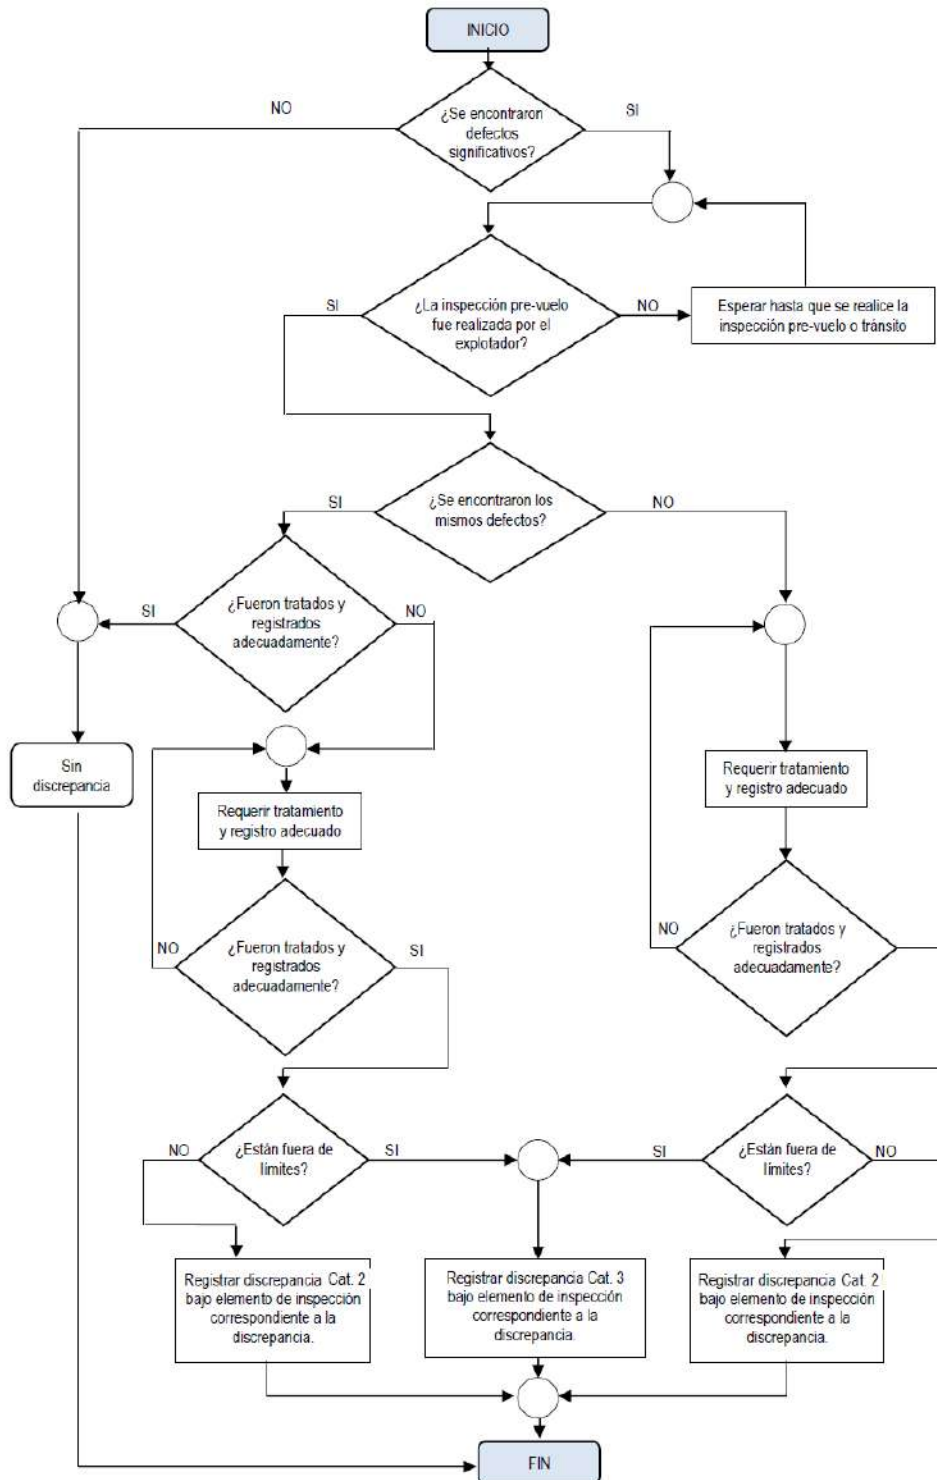 INICIO
NO
¿Se encontraron
defectos
significativos?
SI
SI
¿La inspección pre-vuelo
fue realizada por el
explotador?
NO
Esperar hasta que se realice la
inspección pre-vuelo o tránsito
SI
¿Se encontraron los
mismos defectos?
NO
SI
¿Fueron tratados y
registrados
adecuadamente?
NO
Sin
discrepancia
Requerir tratamiento
y registro adecuado
Requerir tratamiento
y registro adecuado
NO
¿Fueron tratados y
registrados
adecuadamente?
SI
NO
¿Fueron tratados y
registrados
adecuadamente?
NO
¿Están fuera de
límites?
SI
SI
¿Están fuera de
límites?
NO
Registrar discrepancia Cat. 2
bajo elemento de inspección
correspondiente a la
discrepancia.
Registrar discrepancia Cat. 3
bajo elemento de inspección
correspondiente a la
discrepancia.
Registrar discrepancia Cat. 2
bajo elemento de inspección
correspondiente a la
discrepancia.
FIN